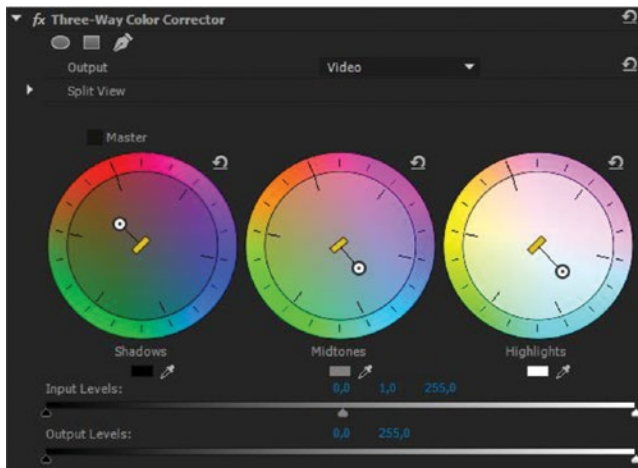 fx Three-Way Color Corrector
Output Video
Split View
Master
Shadows Midtones Highlights
Input Levels: 0,0 1,0 255,0
Output Levels: 0,0 255,0